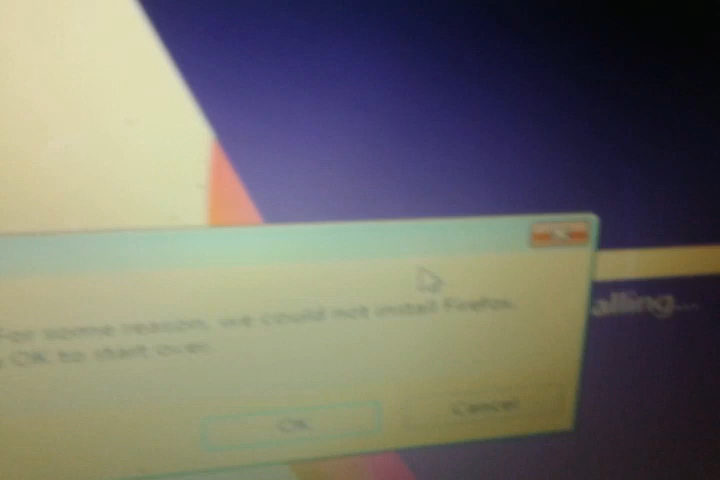 For some reason, we could not install Firefox.
OK to start over.
OK
Cancel
alling...